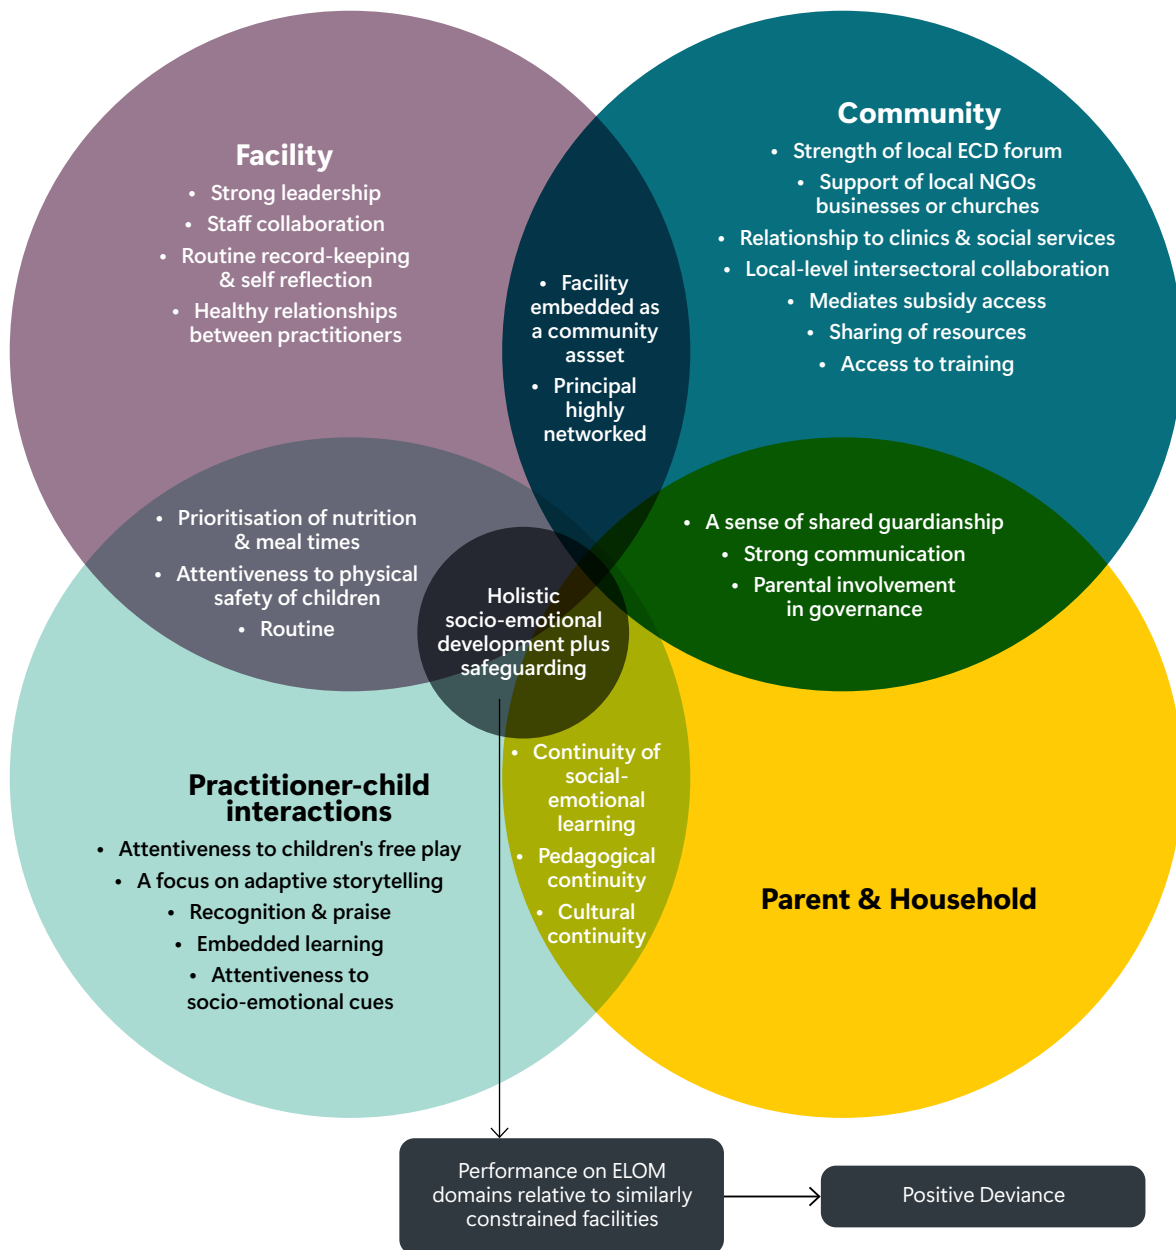 Facility
• Strong leadership
• Staff collaboration
• Routine record-keeping
& self reflection
• Healthy relationships
between practitioners
Community
• Strength of local ECD forum
• Support of local NGOs
businesses or churches
• Relationship to clinics & social services
• Local-level intersectoral collaboration
• Mediates subsidy access
• Sharing of resources
• Access to training
• Facility
embedded as
a community
assset
• Principal
highly
networked
• Prioritisation of nutrition
& meal times
• Attentiveness to physical
safety of children
• Routine
Holistic
socio-emotional
development plus
safeguarding
• A sense of shared guardianship
• Strong communication
• Parental involvement
in governance
Practitioner-child
interactions
• Attentiveness to children's free play
• A focus on adaptive storytelling
• Recognition & praise
• Embedded learning
• Attentiveness to
socio-emotional cues
• Continuity of
social-
emotional
learning
• Pedagogical
continuity
• Cultural
continuity
Parent & Household
Performance on ELOM
domains relative to similarly
constrained facilities
Positive Deviance